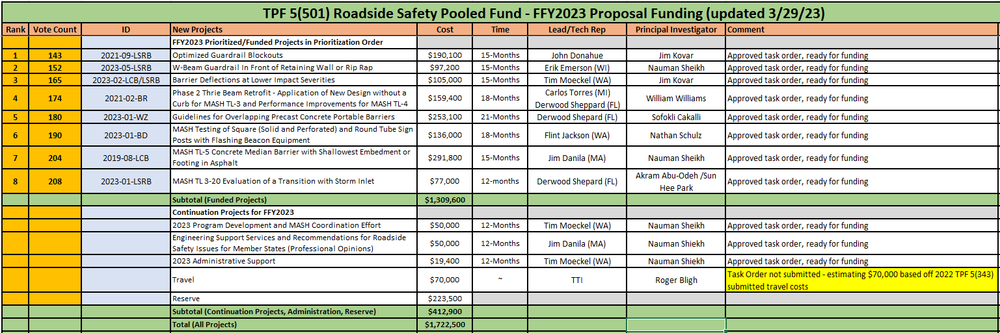 TPF 5(501) Roadside Safety Pooled Fund - FFY2023 Proposal Funding (updated 3/29/23)
Rank Vote Count ID New Projects Cost Time Lead/Tech Rep Principal Investigator Comment
FFY2023 Prioritized/Funded Projects in Prioritization Order
1 143 2021-09-LSRB Optimized Guardrail Blockouts $190,100 15-Months John Donahue Jim Kovar Approved task order, ready for funding
2 152 2023-05-LSRB W-Beam Guardrail In Front of Retaining Wall or Rip Rap $97,200 15-Months Erik Emerson (WI) Nauman Sheikh Approved task order, ready for funding
3 165 2023-02-LCB/LSRB Barrier Deflections at Lower Impact Severities $105,000 15-Months Tim Moeckel (WA) Jim Kovar Approved task order, ready for funding
4 174 2021-02-BR Phase 2 Thrie Beam Retrofit - Application of New Design without a
Curb for MASH TL-3 and Performance Improvements for MASH TL-4 $159,400 18-Months Carlos Torres (MI)
Derwood Sheppard (FL) William Williams Approved task order, ready for funding
5 180 2023-01-WZ Guidelines for Overlapping Precast Concrete Portable Barriers $253,100 21-Months Derwood Shepard (FL) Sofokli Cakalli Approved task order, ready for funding
6 190 2023-01-BD MASH Testing of Square (Solid and Perforated) and Round Tube Sign
Posts with Flashing Beacon Equipment $136,000 18-Months Flint Jackson (WA) Nathan Schulz Approved task order, ready for funding
7 204 2019-08-LCB MASH TL-5 Concrete Median Barrier with Shallowest Embedment or
Footing in Asphalt $291,800 15-Months Jim Danila (MA) Nauman Sheikh Approved task order, ready for funding
8 208 2023-01-LSRB MASH TL 3-20 Evaluation of a Transition with Storm Inlet $77,000 12-months Derwood Shepard (FL) Akram Abu-Odeh /Sun
Hee Park Approved task order, ready for funding
Subtotal (Funded Projects) $1,309,600
Continuation Projects for FFY2023
2023 Program Development and MASH Coordination Effort $50,000 12-Months Tim Moeckel (WA) Nauman Sheikh Approved task order, ready for funding
Engineering Support Services and Recommendations for Roadside
Safety Issues for Member States (Professional Opinions) $50,000 12-Months Jim Danila (MA) Nauman Shiekh Approved task order, ready for funding
2023 Administrative Support $19,400 12-Months Tim Moeckel (WA) Nauman Shiekh Approved task order, ready for funding
Travel $70,000 ~ TTI Roger Bligh Task Order not submitted - estimating $70,000 based off 2022 TPF 5(343)
submitted travel costs
Reserve $223,500
Subtotal (Continuation Projects, Administration, Reserve) $412,900
Total (All Projects) $1,722,500